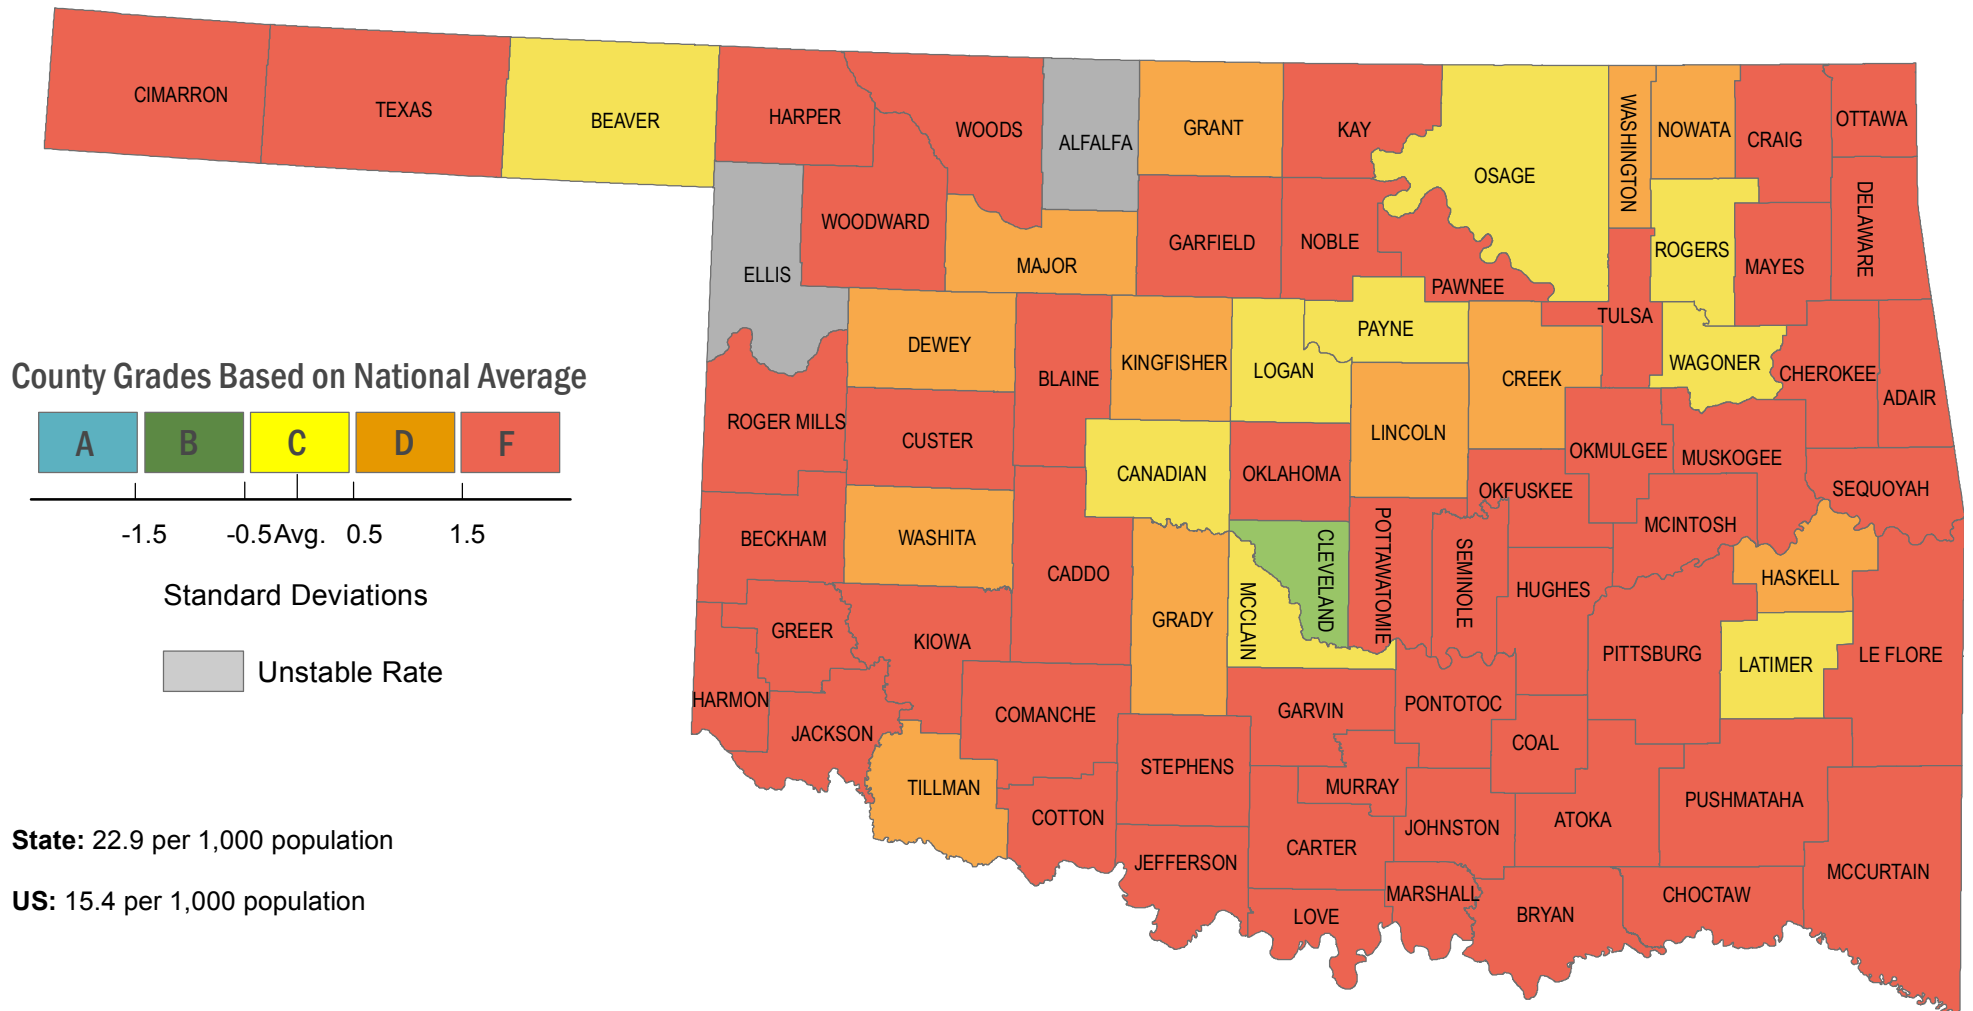 CIMARRON
TEXAS
BEAVER
HARPER
WOODS
ALFALFA
GRANT
KAY
OSAGE
WASHINGTON
NOWATA
CRAIG
OTTAWA
DELAWARE
ELLIS
WOODWARD
MAJOR
GARFIELD
NOBLE
PAWNEE
ROGERS
MAYES
TULSA
DEWEY
BLAINE
KINGFISHER
LOGAN
PAYNE
CREEK
WAGONER
CHEROKEE
ADAIR
County Grades Based on National Average
A B C D F
-1.5 -0.5 Avg. 0.5 1.5
Standard Deviations
Unstable Rate
ROGER MILLS
CUSTER
CANADIAN
OKLAHOMA
LINCOLN
OKMULGEE
MUSKOGEE
SEQUOYAH
BECKHAM
WASHITA
CADDO
GRADY
MCCLAIN
CLEVELAND
POTTAWATOMIE
SEMINOLE
OKFUSKEE
HUGHES
MCINTOSH
HASKELL
GREER
KIOWA
PITTSBURG
LATIMER
LE FLORE
HARMON
JACKSON
COMANCHE
GARVIN
PONTOTOC
COAL
TILLMAN
COTTON
STEPHENS
MURRAY
JOHNSTON
ATOKA
PUSHMATAHA
JEFFERSON
CARTER
LOVE
MARSHALL
BRYAN
CHOCTAW
MCCURTAIN
State: 22.9 per 1,000 population
US: 15.4 per 1,000 population